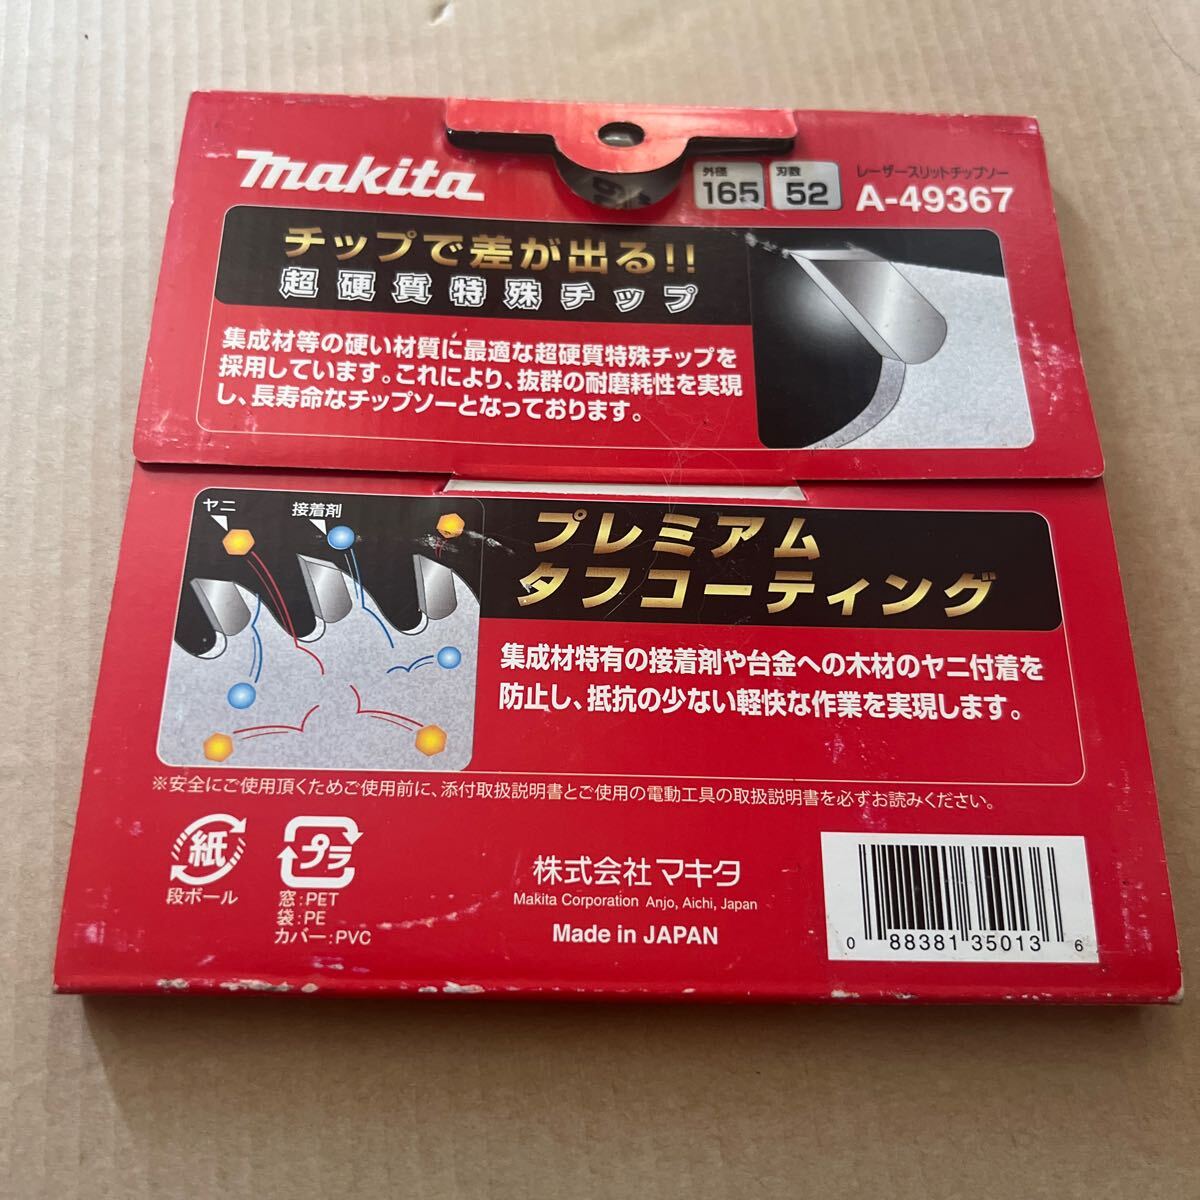 makita
外径
165
刃数
52
レーザースリットチップソー
A-49367
チップで差が出る!!
超硬質特殊チップ
集成材等の硬い材質に最適な超硬質特殊チップを
採用しています。これにより、抜群の耐磨耗性を実現
し、長寿命なチップソーとなっております。
ヤニ
接着剤
プレミアム
タフコーティング
集成材特有の接着剤や台金への木材のヤニ付着を
防止し、抵抗の少ない軽快な作業を実現します。
※安全にご使用頂くためご使用前に、添付取扱説明書とご使用の電動工具の取扱説明書を必ずお読みください。
紙
段ボール
プラ
窓:PET
袋:PE
カバー:PVC
株式会社マキタ
Makita Corporation Anjo, Aichi, Japan
Made in JAPAN
0 88381 35013 6